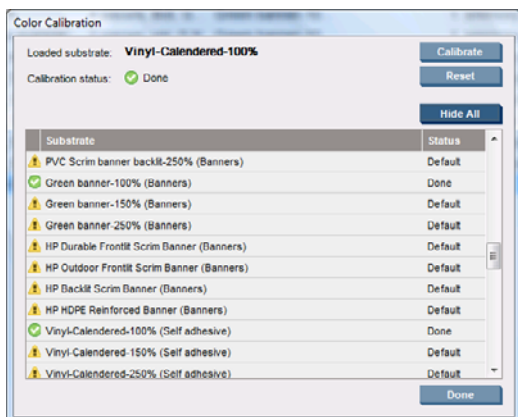 Color Calibration
Loaded substrate: Vinyl-Calendered-100% Calibrate
Calibration status: Done Reset
Hide All
Substrate Status
PVC Scrim banner backlit-250% (Banners) Default
Green banner-100% (Banners) Done
Green banner-150% (Banners) Default
Green banner-250% (Banners) Default
HP Durable Frontlit Scrim Banner (Banners) Default
HP Outdoor Frontlit Scrim Banner (Banners) Default
HP Backlit Scrim Banner (Banners) Default
HP HDPE Reinforced Banner (Banners) Default
Vinyl-Calendered-100% (Self adhesive) Done
Vinyl-Calendered-150% (Self adhesive) Default
Vinyl-Calendered-250% (Self adhesive) Default
Done